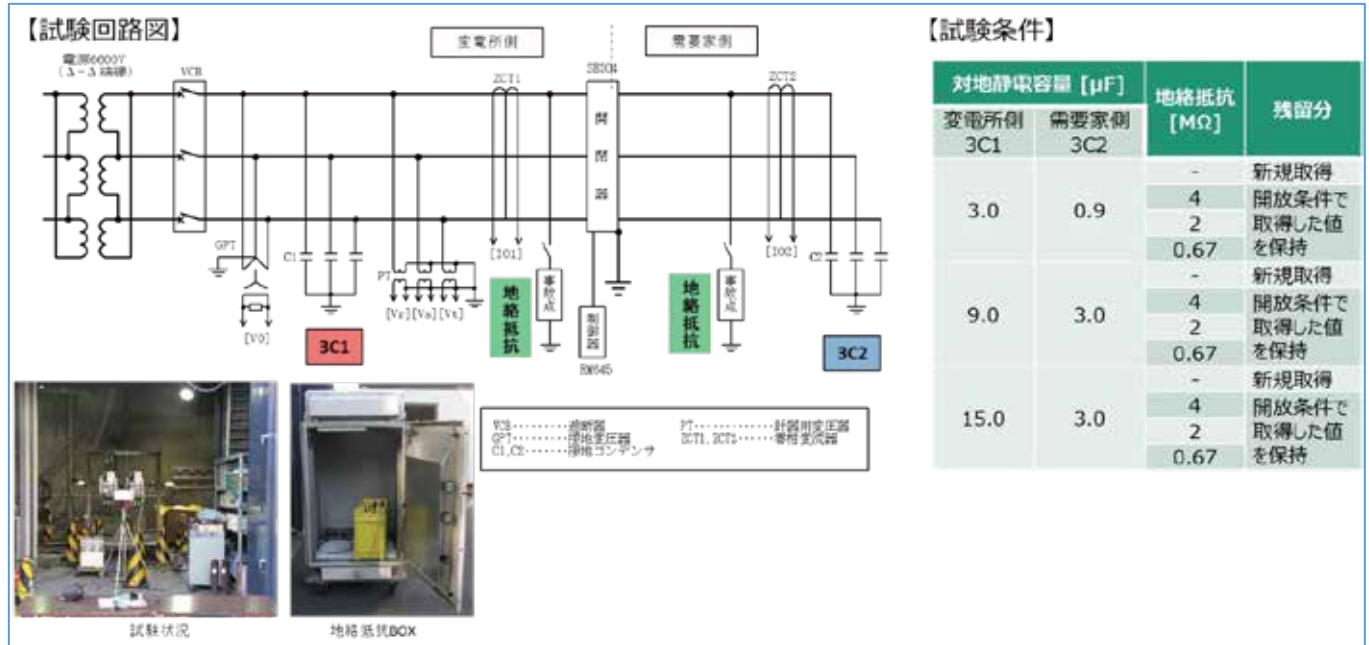 【試験回路図】
電源6600V
(Δ-Δ結線)
VCB
変電所側
需要家側
ZCT1
ZCT2
開
閉
器
GPT
[V0]
C1
PT
[Vr][Vs][Vt]
[IO1]
[IO2]
C2
事故点
事故点
制御器
地絡抵抗
地絡抵抗
3C1
3C2
VCB・・・・・・・・・遮断器
GPT・・・・・・・・・接地変圧器
C1,C2・・・・・・・接地コンデンサ
PT・・・・・・・・・・・・・計器用変圧器
ZCT1,ZCT2・・・・・・零相変流器
試験状況
地絡抵抗BOX
【試験条件】
対地静電容量 [μF]
地絡抵抗
[MΩ]
残留分
変電所側
3C1
需要家側
3C2
3.0
0.9
-
新規取得
4
2
0.67
開放条件で
取得した値
を保持
9.0
3.0
-
新規取得
4
2
0.67
開放条件で
取得した値
を保持
15.0
3.0
-
新規取得
4
2
0.67
開放条件で
取得した値
を保持